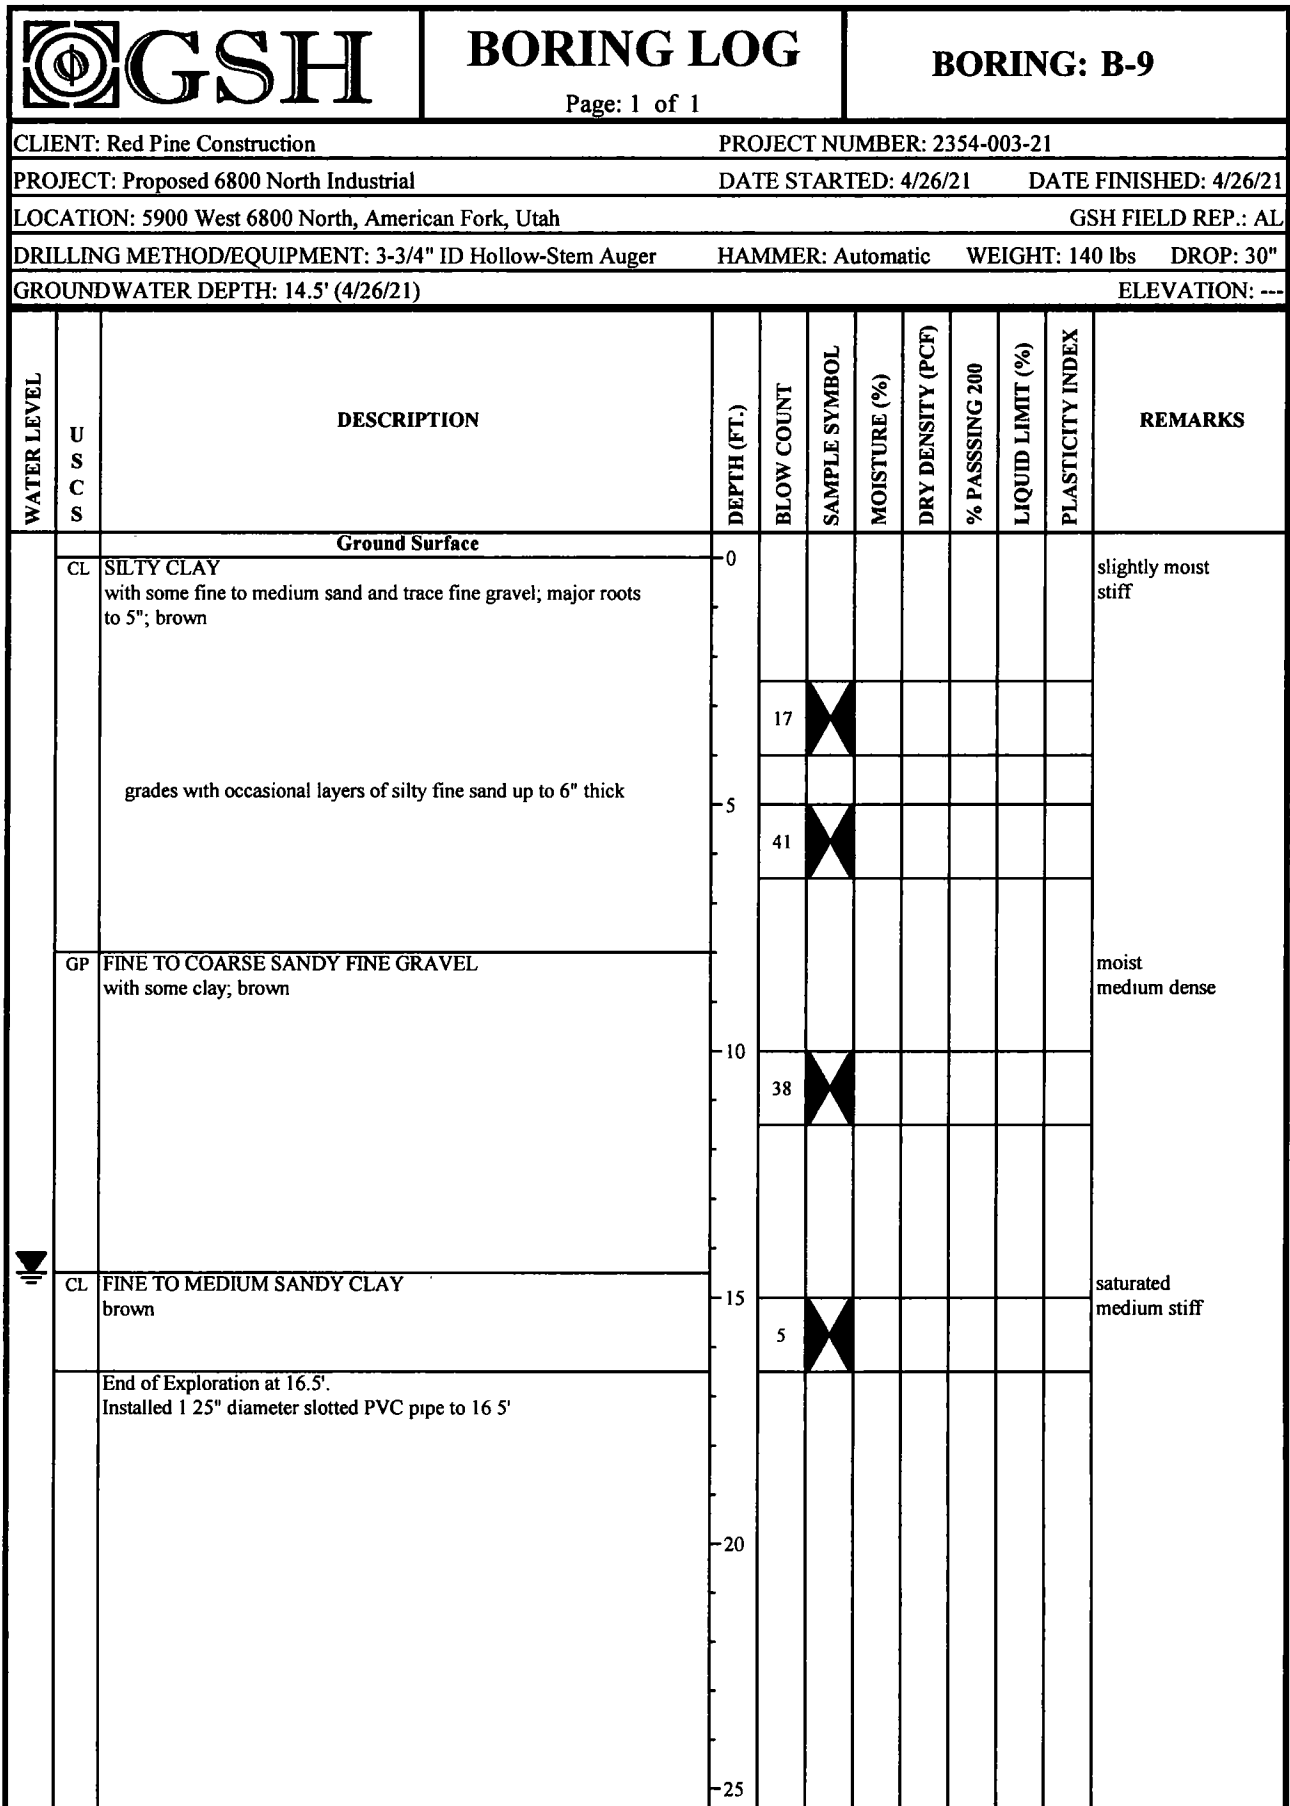 GSH
BORING LOG
Page: 1 of 1
BORING: B-9
CLIENT: Red Pine Construction PROJECT NUMBER: 2354-003-21
PROJECT: Proposed 6800 North Industrial DATE STARTED: 4/26/21 DATE FINISHED: 4/26/21
LOCATION: 5900 West 6800 North, American Fork, Utah GSH FIELD REP.: AL
DRILLING METHOD/EQUIPMENT: 3-3/4" ID Hollow-Stem Auger HAMMER: Automatic WEIGHT: 140 lbs DROP: 30"
GROUNDWATER DEPTH: 14.5' (4/26/21) ELEVATION: ---
WATER LEVEL
U
S
C
S
DESCRIPTION
DEPTH (FT.)
BLOW COUNT
SAMPLE SYMBOL
MOISTURE (%)
DRY DENSITY (PCF)
% PASSSING 200
LIQUID LIMIT (%)
PLASTICITY INDEX
REMARKS
Ground Surface
0
CL SILTY CLAY slightly moist
with some fine to medium sand and trace fine gravel; major roots stiff
to 5"; brown
17
grades with occasional layers of silty fine sand up to 6" thick
5
41
GP FINE TO COARSE SANDY FINE GRAVEL moist
with some clay; brown medium dense
10
38
CL FINE TO MEDIUM SANDY CLAY saturated
brown 15 medium stiff
5
End of Exploration at 16.5'.
Installed 1 25" diameter slotted PVC pipe to 16 5'
20
25